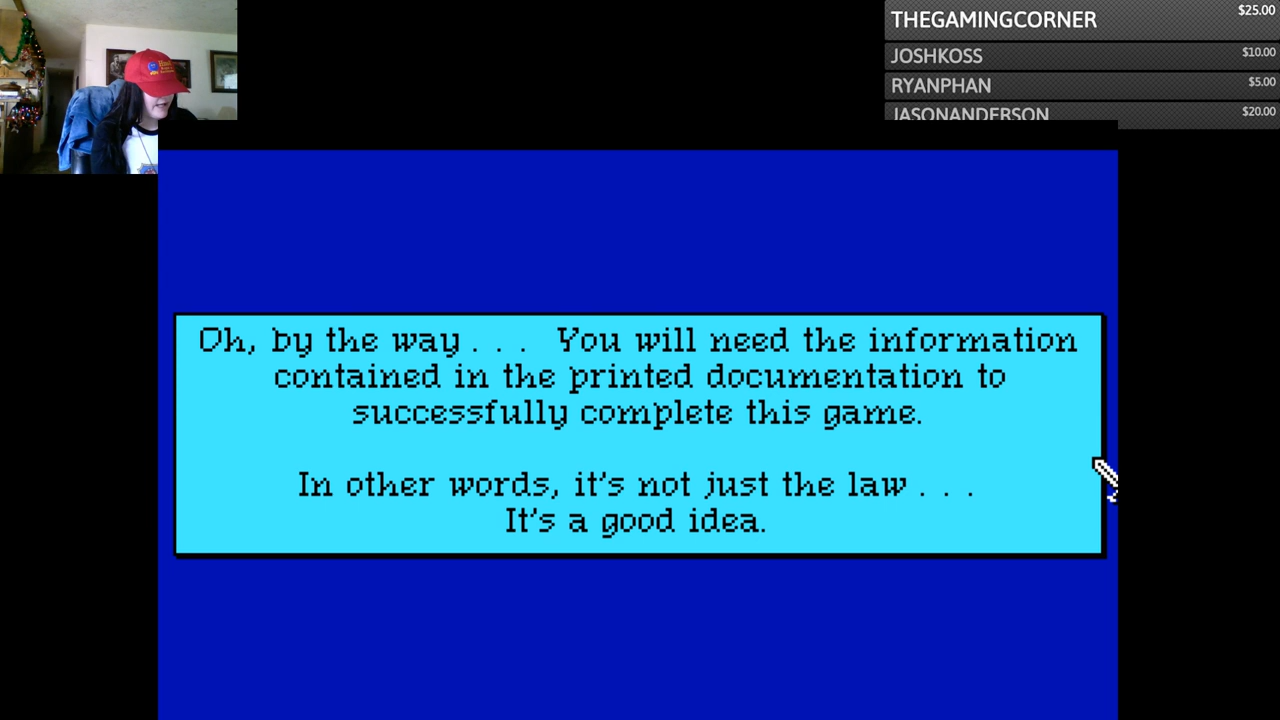 THEGAMINGCORNER $25.00
JOSHKOSS $10.00
RYANPHAN $5.00
JASONANDERSON $20.00
Oh, by the way . . . You will need the information
contained in the printed documentation to
successfully complete this game.
In other words, it's not just the law . . .
It's a good idea.